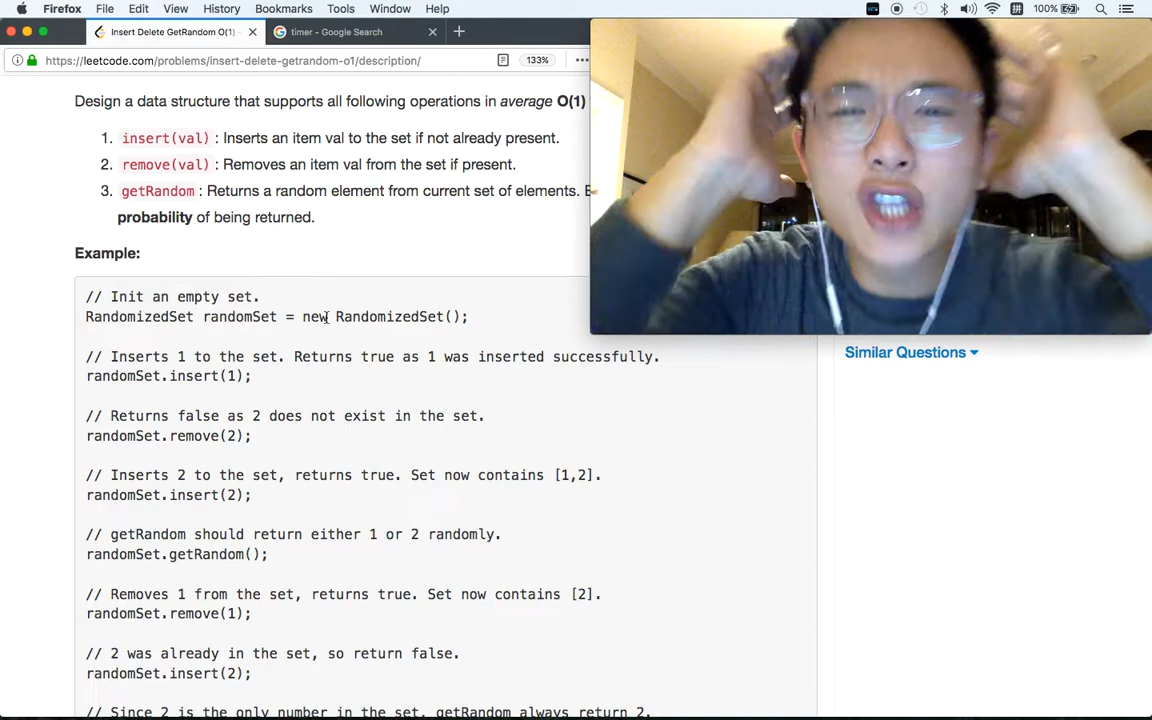 Firefox File Edit View History Bookmarks Tools Window Help 100%
Insert Delete GetRandom O(1) - timer - Google Search
https://leetcode.com/problems/insert-delete-getrandom-o1/description/ 133%
Design a data structure that supports all following operations in average O(1)
1. insert(val) : Inserts an item val to the set if not already present.
2. remove(val) : Removes an item val from the set if present.
3. getRandom : Returns a random element from current set of elements.
probability of being returned.
Example:
// Init an empty set.
RandomizedSet randomSet = new RandomizedSet();
// Inserts 1 to the set. Returns true as 1 was inserted successfully.
Similar Questions
randomSet.insert(1);
// Returns false as 2 does not exist in the set.
randomSet.remove(2);
// Inserts 2 to the set, returns true. Set now contains [1,2].
randomSet.insert(2);
// getRandom should return either 1 or 2 randomly.
randomSet.getRandom();
// Removes 1 from the set, returns true. Set now contains [2].
randomSet.remove(1);
// 2 was already in the set, so return false.
randomSet.insert(2);
// Since 2 is the only number in the set, getRandom always return 2.